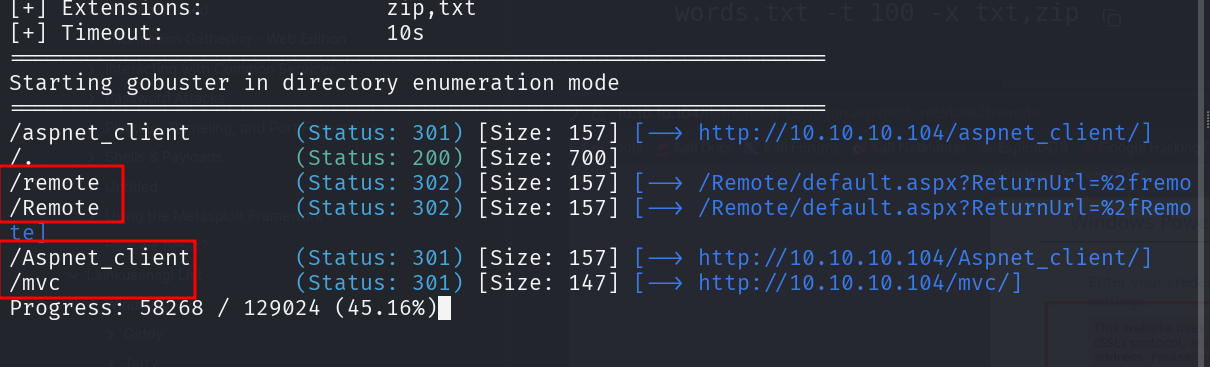 [+] Extensions:              zip,txt
words.txt -t 100 -x txt,zip
[+] Timeout:                 10s
===============================================================
Starting gobuster in directory enumeration mode
===============================================================
/aspnet_client        (Status: 301) [Size: 157] [--> http://10.10.10.104/aspnet_client/]
/.                    (Status: 200) [Size: 700]
/remote               (Status: 302) [Size: 157] [--> /Remote/default.aspx?ReturnUrl=%2fremo
/Remote               (Status: 302) [Size: 157] [--> /Remote/default.aspx?ReturnUrl=%2fRemo
te]
/Aspnet_client        (Status: 301) [Size: 157] [--> http://10.10.10.104/Aspnet_client/]
/mvc                  (Status: 301) [Size: 147] [--> http://10.10.10.104/mvc/]
Progress: 58268 / 129024 (45.16%)